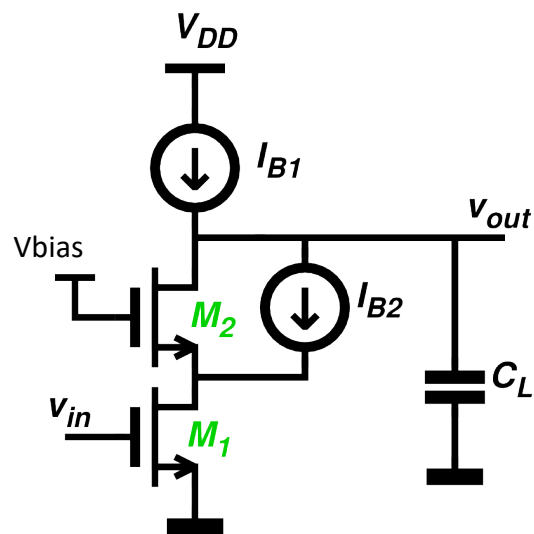 V_DD
I_B1
v_out
Vbias
M_2
I_B2
C_L
v_in
M_1